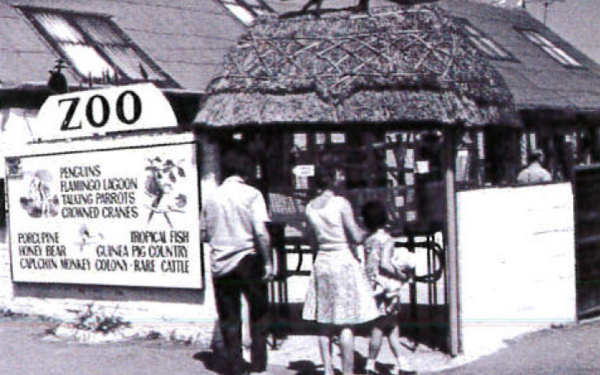 ZOO
PENGUINS
FLAMINGO LAGOON
TALKING PARROTS
CROWNED CRANES
PORCUPINE TROPICAL FISH
HONEY BEAR GUINEA PIG COUNTRY
CAPUCHIN MONKEY COLONY · RARE CATTLE